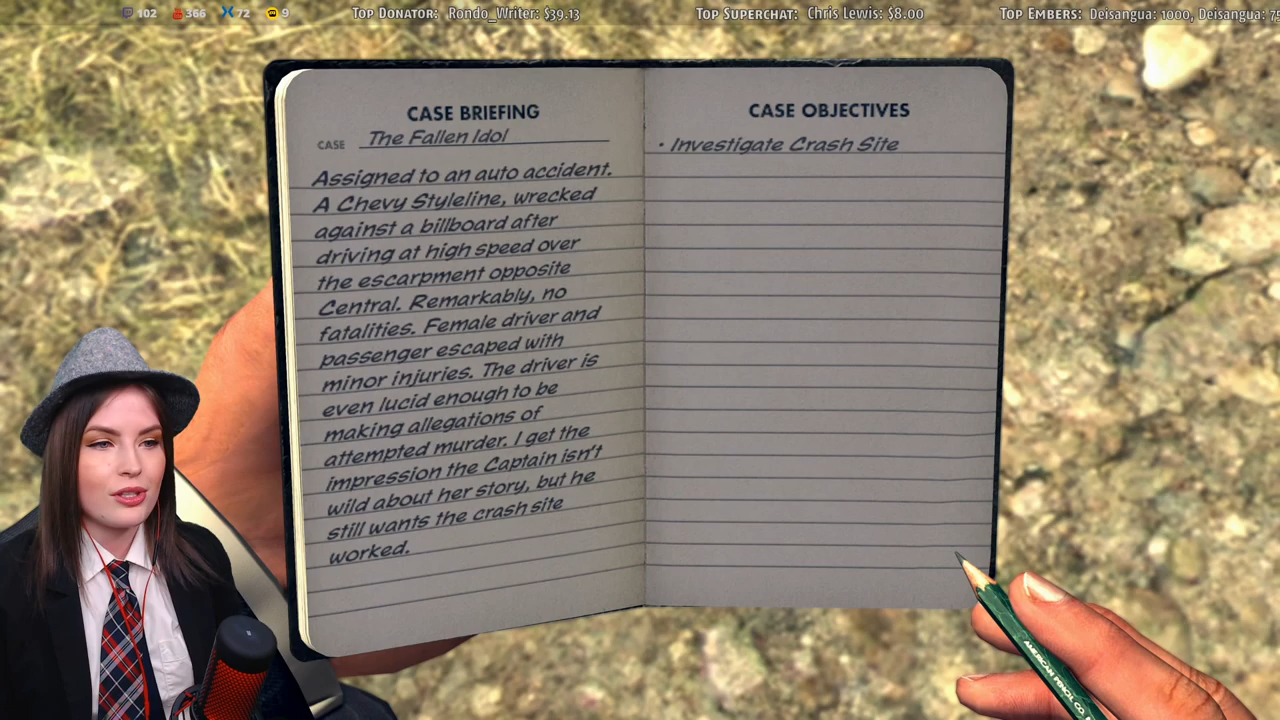 102 366 72 9 Top Donator: Rondo_Writer: $39.13 Top Superchat: Chris Lewis: $8.00 Top Embers: Deisangua: 1000, Deisangua: 75
CASE BRIEFING
CASE The Fallen Idol
Assigned to an auto accident.
A Chevy Styleline, wrecked
against a billboard after
driving at high speed over
the escarpment opposite
Central. Remarkably, no
fatalities. Female driver and
passenger escaped with
minor injuries. The driver is
even lucid enough to be
making allegations of
attempted murder. I get the
impression the Captain isn't
wild about her story, but he
still wants the crash site
worked.
CASE OBJECTIVES
• Investigate Crash Site
AMERICAN PENCIL CO.